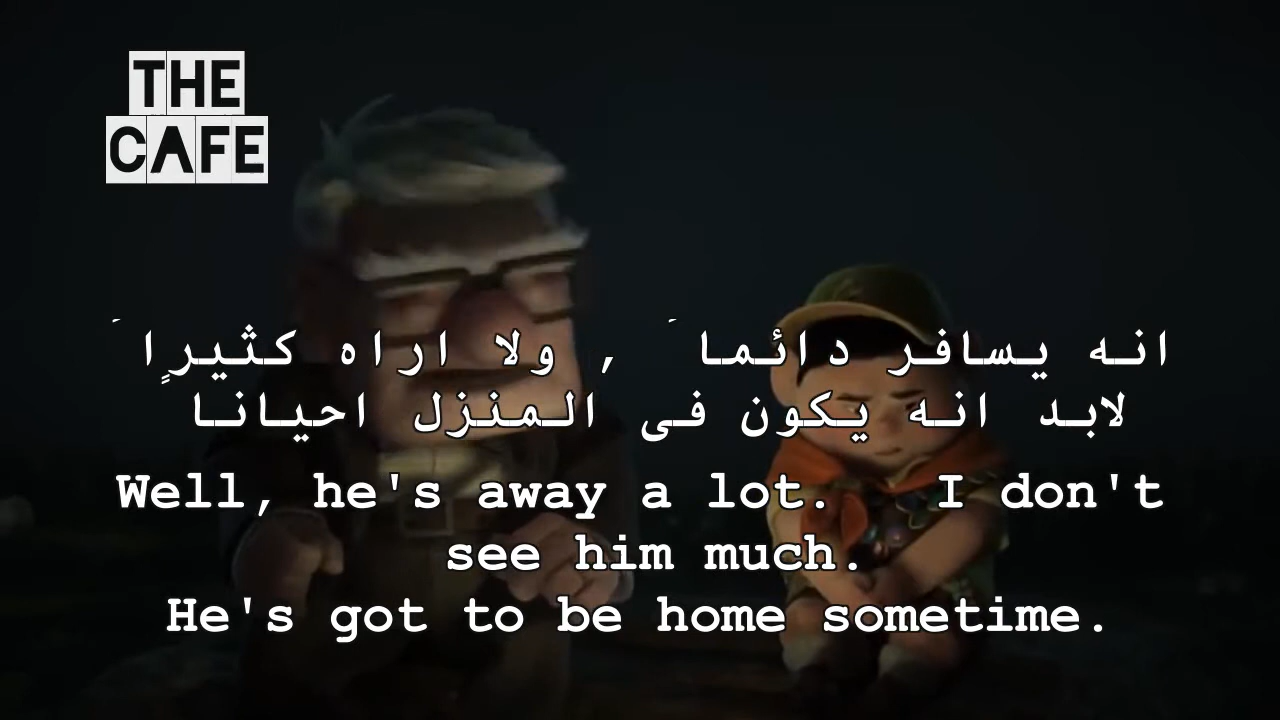 THE
CAFE
انه يسافر دائما ً , ولا اراه كثيرٍا ً
لابد انه يكون فى المنزل احيانا
Well, he's away a lot. I don't
see him much.
He's got to be home sometime.